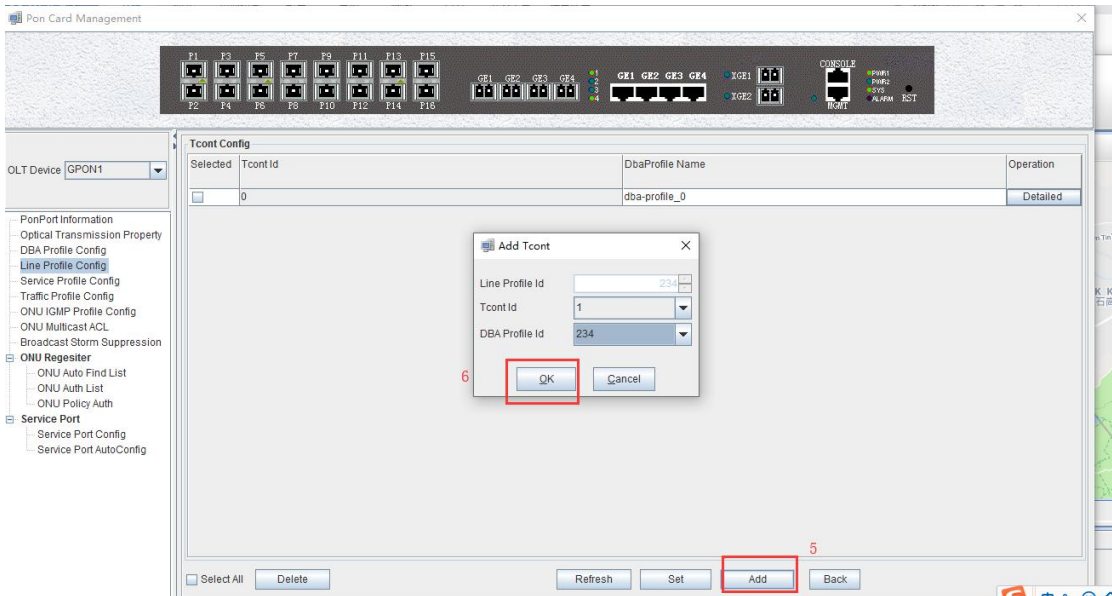 Pon Card Management
P1 P3 P5 P7 P9 P11 P13 P15
P2 P4 P6 P8 P10 P12 P14 P16
GE1 GE2 GE3 GE4
1
2
3
4
GE1 GE2 GE3 GE4
XGE1
XGE2
CONSOLE
MGMT
PWR1
PWR2
SYS
ALARM
RST
OLT Device GPON1
PonPort Information
Optical Transmission Property
DBA Profile Config
Line Profile Config
Service Profile Config
Traffic Profile Config
ONU IGMP Profile Config
ONU Multicast ACL
Broadcast Storm Suppression
ONU Regesiter
ONU Auto Find List
ONU Auth List
ONU Policy Auth
Service Port
Service Port Config
Service Port AutoConfig
Tcont Config
Selected Tcont Id DbaProfile Name Operation
0 dba-profile_0 Detailed
Add Tcont
Line Profile Id 234
Tcont Id 1
DBA Profile Id 234
6 OK Cancel
5
Select All Delete Refresh Set Add Back